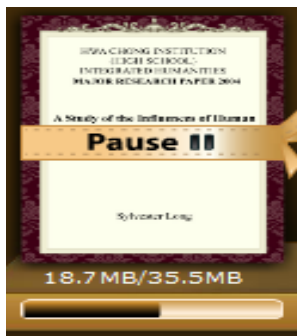 HWA CHONG INSTITUTION
(HIGH SCHOOL)
INTEGRATED HUMANITIES
MAJOR RESEARCH PAPER 2004
A Study of the Influences of Human
Pause
Sylvester Long
18.7MB/35.5MB